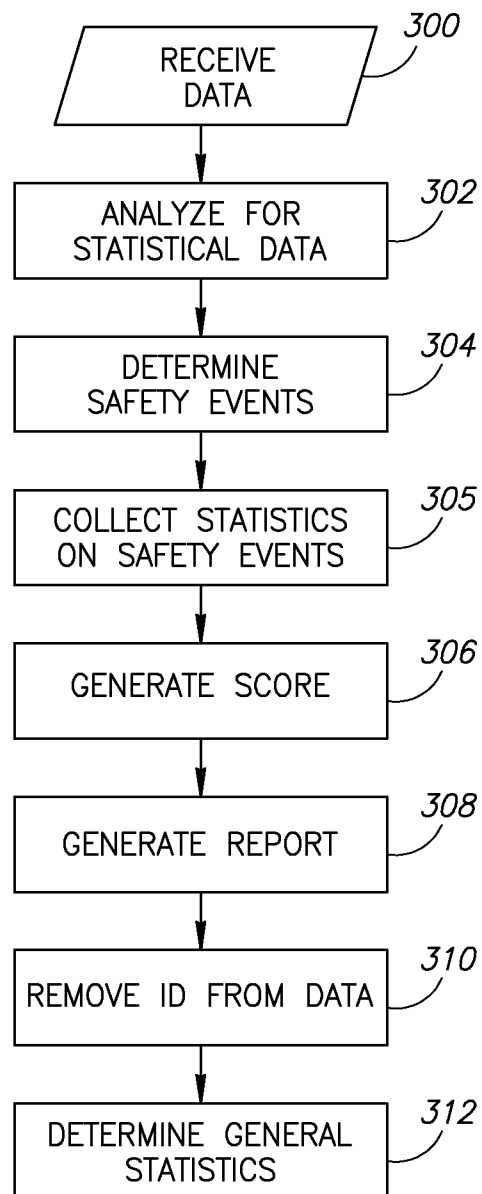 300
RECEIVE
DATA
302
ANALYZE FOR
STATISTICAL DATA
304
DETERMINE
SAFETY EVENTS
305
COLLECT STATISTICS
ON SAFETY EVENTS
306
GENERATE SCORE
308
GENERATE REPORT
310
REMOVE ID FROM DATA
312
DETERMINE GENERAL
STATISTICS